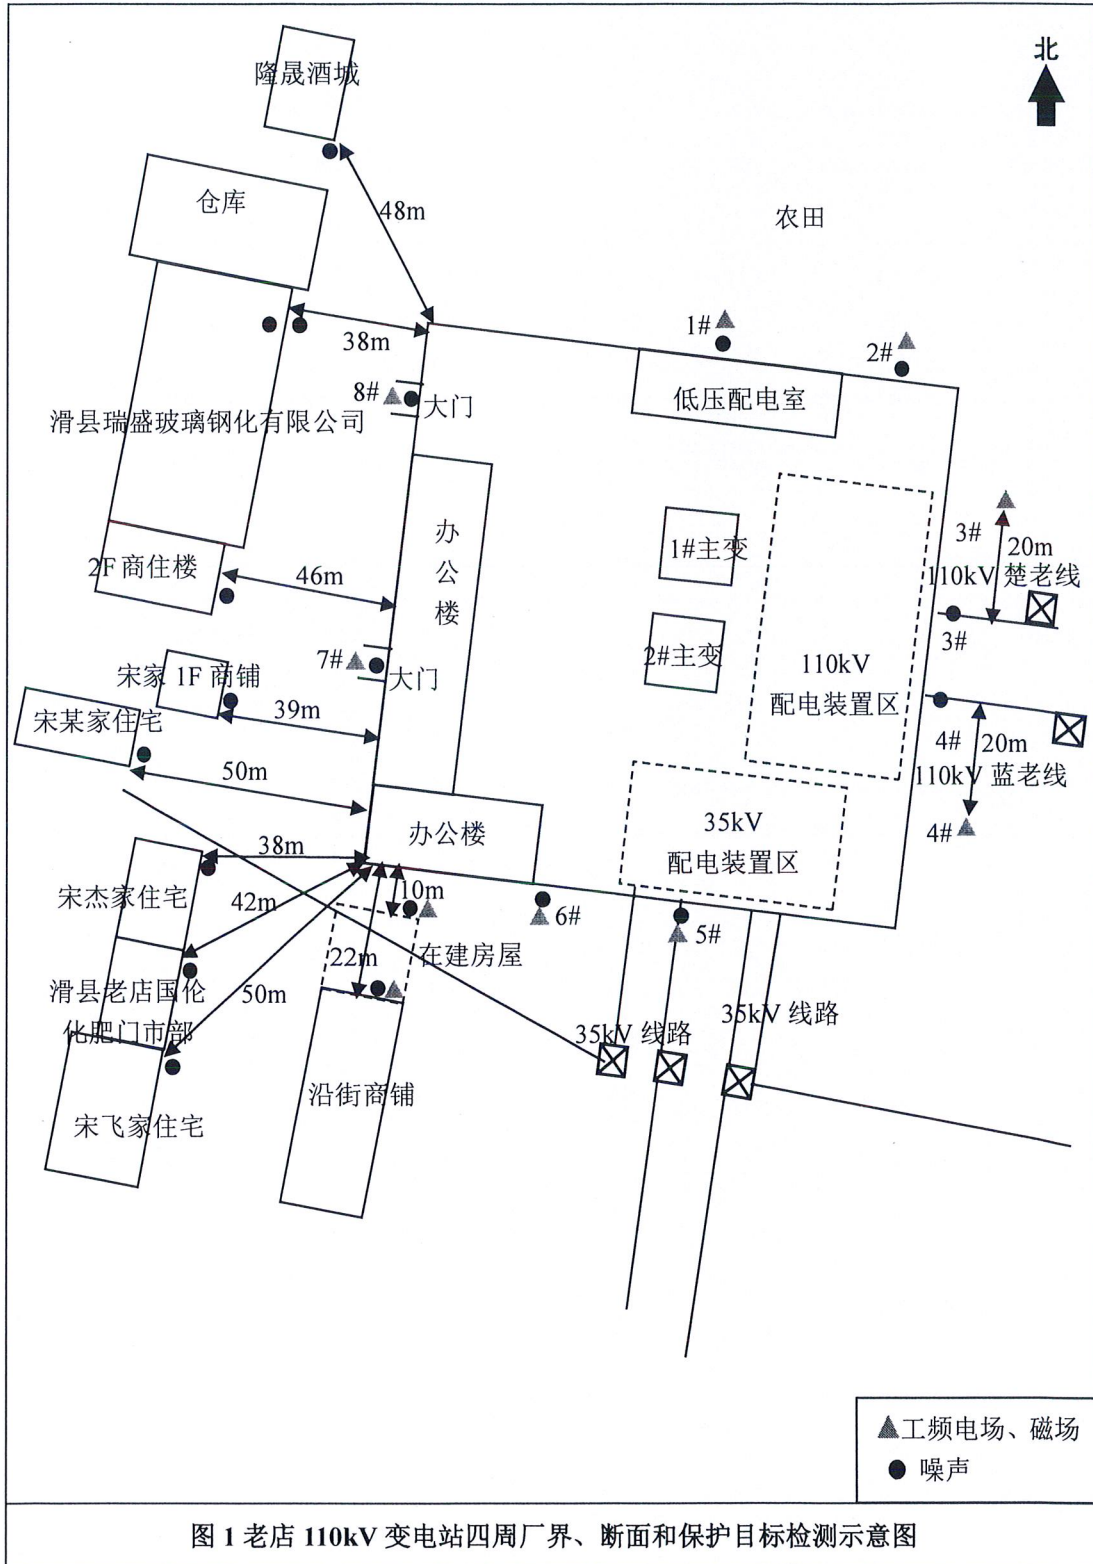 北
隆晟酒城
仓库
48m
农田
1#
2#
38m
8#
大门
低压配电室
滑县瑞盛玻璃钢化有限公司
办公楼
1#主变
3#
20m
2F 商住楼
46m
110kV 楚老线
3#
7#
大门
2#主变
110kV
配电装置区
宋家 1F 商铺
39m
宋某家住宅
4#
20m
50m
110kV 蓝老线
办公楼
35kV
配电装置区
4#
38m
宋杰家住宅
42m
10m
6#
5#
22m
在建房屋
滑县老店国伦
化肥门市部
50m
35kV 线路
35kV 线路
沿街商铺
宋飞家住宅
工频电场、磁场
噪声
图 1 老店 110kV 变电站四周厂界、断面和保护目标检测示意图